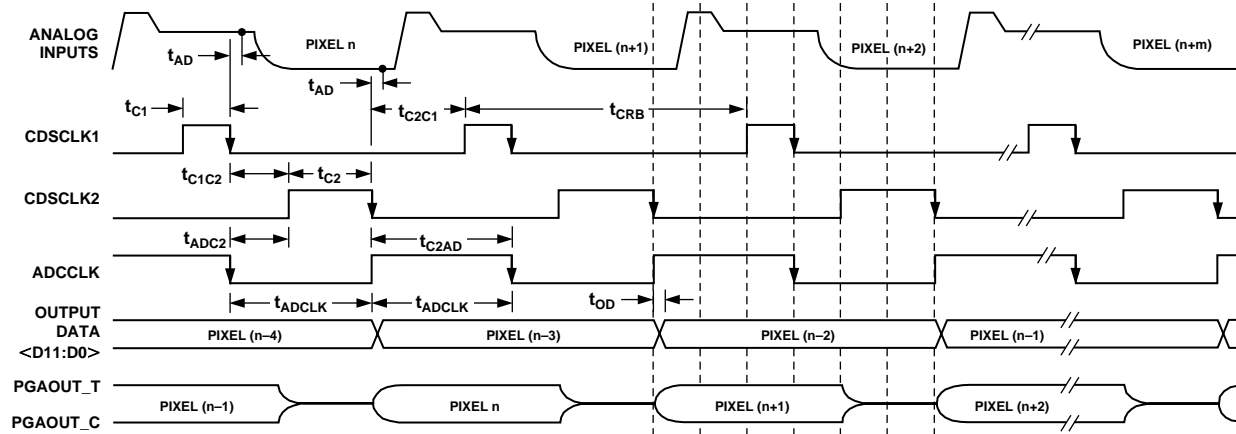 ANALOG
INPUTS
tAD
PIXEL n
PIXEL (n+1)
PIXEL (n+2)
PIXEL (n+m)
tAD
tC1
tC2C1
tCRB
CDSCLK1
tC1C2
tC2
CDSCLK2
tADC2
tC2AD
ADCCLK
tADCLK
tADCLK
tOD
OUTPUT
DATA
<D11:D0>
PIXEL (n–4)
PIXEL (n–3)
PIXEL (n–2)
PIXEL (n–1)
PGAOUT_T
PGAOUT_C
PIXEL (n–1)
PIXEL n
PIXEL (n+1)
PIXEL (n+2)